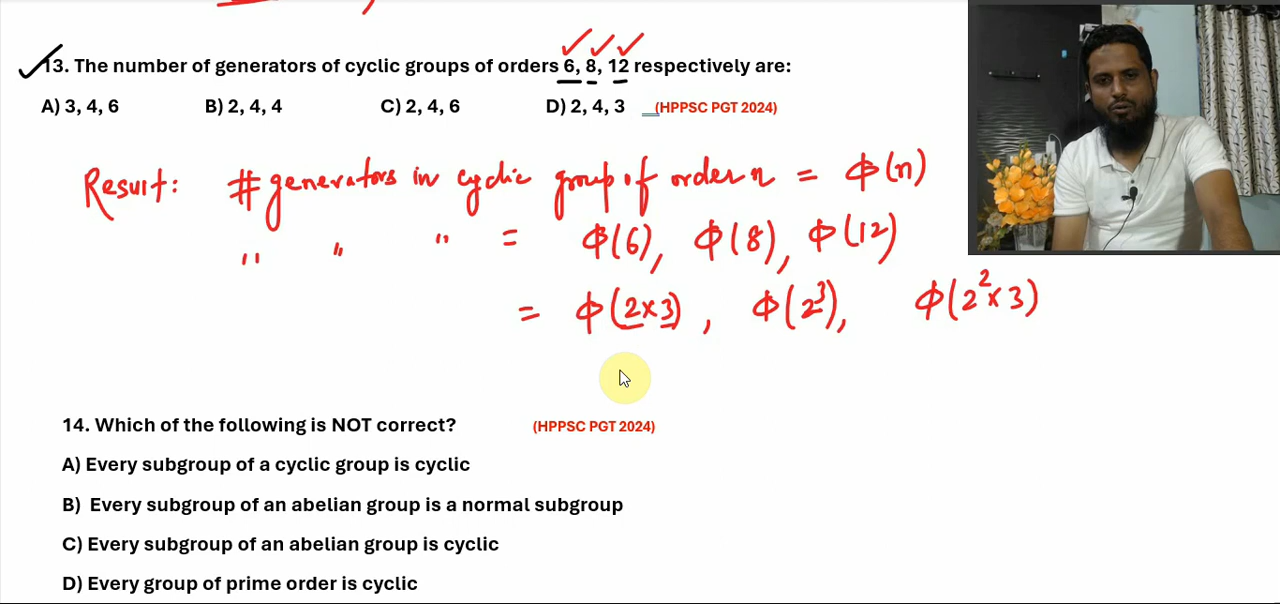 13. The number of generators of cyclic groups of orders 6, 8, 12 respectively are:
A) 3, 4, 6 B) 2, 4, 4 C) 2, 4, 6 D) 2, 4, 3 (HPPSC PGT 2024)
Result: # generators in cyclic group of order n = Φ(n)
" " " = Φ(6), Φ(8), Φ(12)
= Φ(2×3), Φ(2³), Φ(2²×3)
14. Which of the following is NOT correct? (HPPSC PGT 2024)
A) Every subgroup of a cyclic group is cyclic
B) Every subgroup of an abelian group is a normal subgroup
C) Every subgroup of an abelian group is cyclic
D) Every group of prime order is cyclic